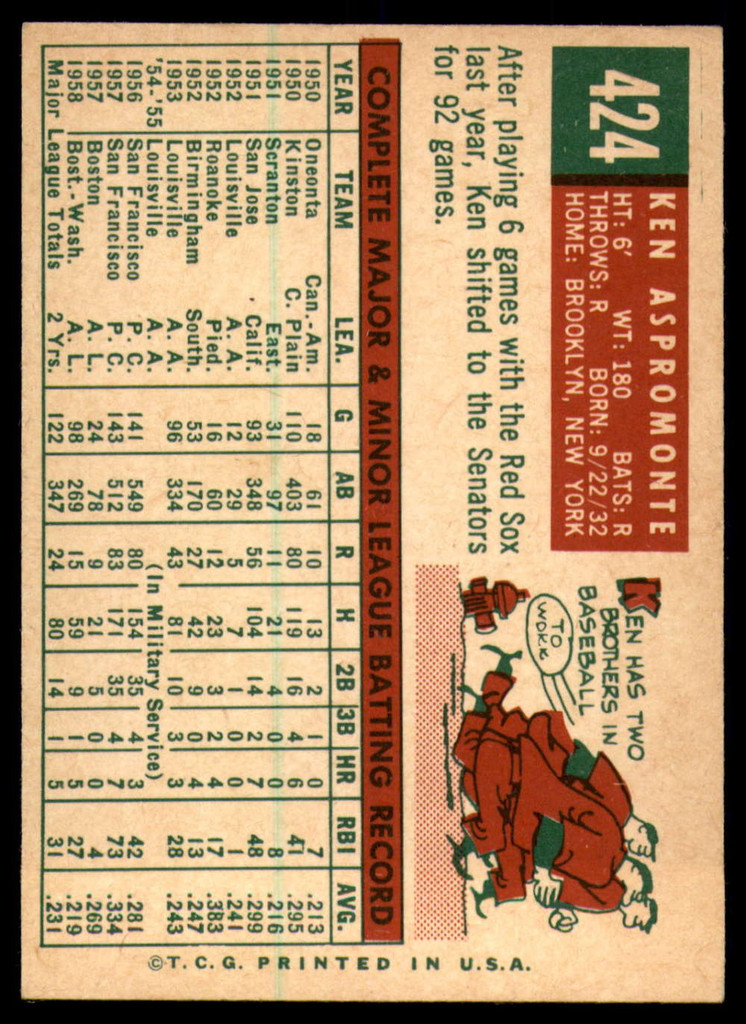 424
KEN ASPROMONTE
HT: 6' WT: 180 BATS: R
THROWS: R BORN: 9/22/32
HOME: BROOKLYN, NEW YORK
After playing 6 games with the Red Sox
last year, Ken shifted to the Senators
for 92 games.
KEN HAS TWO
BROTHERS IN
BASEBALL
TO
WORK
COMPLETE MAJOR & MINOR LEAGUE BATTING RECORD
YEAR TEAM LEA. G AB R H 2B 3B HR RBI AVG.
1950 Oneonta Can.-Am. 18 61 10 13 2 1 0 7 .213
1950 Kinston C. Plain 110 403 80 119 16 4 6 41 .295
1951 Scranton East. 31 97 11 21 4 0 0 8 .216
1951 San Jose Calif. 93 348 56 104 14 2 7 48 .299
1952 Louisville A. A. 12 29 5 7 1 0 0 1 .241
1952 Roanoke Pied. 16 60 12 23 3 2 4 17 .383
1952 Birmingham South. 53 170 27 42 9 0 4 13 .247
1953 Louisville A. A. 96 334 43 81 10 3 3 28 .243
'54-'55 Louisville A. A. (In Military Service)
1956 San Francisco P. C. 141 549 80 154 35 4 3 42 .281
1957 San Francisco P. C. 143 512 83 171 35 4 7 73 .334
1957 Boston A. L. 24 78 9 21 5 0 0 4 .269
1958 Bost.-Wash. A. L. 98 269 15 59 9 1 5 27 .219
Major League Totals 2 Yrs. 122 347 24 80 14 1 5 31 .231
© T.C.G. PRINTED IN U.S.A.